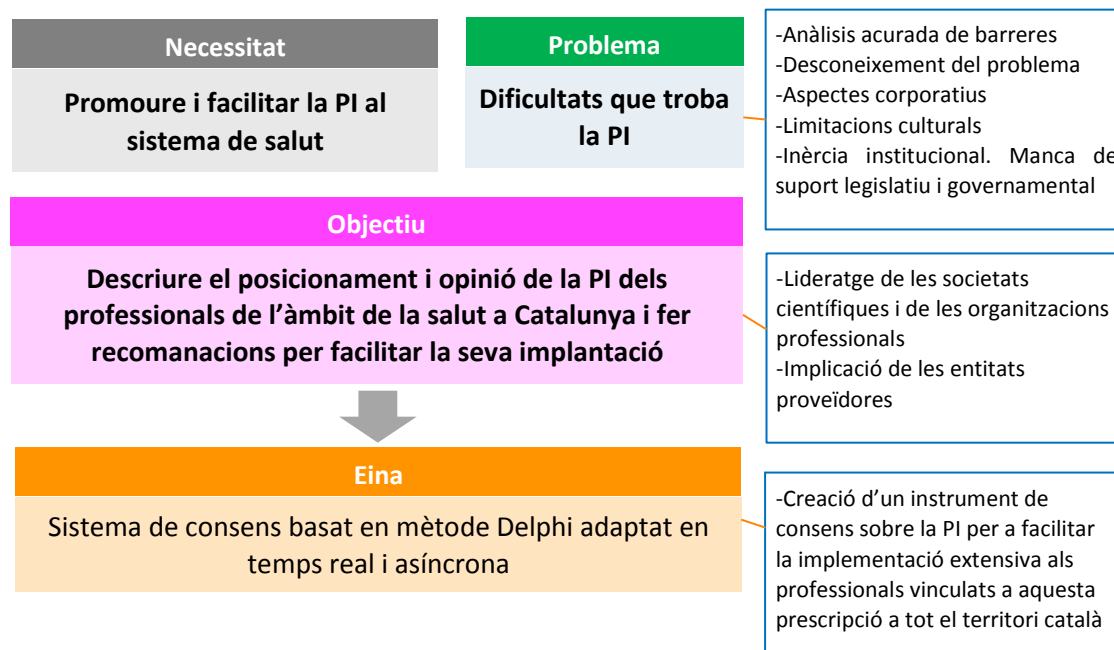 Necessitat
Promoure i facilitar la PI al
sistema de salut
Problema
Dificultats que troba
la PI
-Anàlisis acurada de barreres
-Desconeixement del problema
-Aspectes corporatius
-Limitacions culturals
-Inèrcia institucional. Manca de
suport legislatiu i governamental
Objectiu
Descriure el posicionament i opinió de la PI dels
professionals de l’àmbit de la salut a Catalunya i fer
recomanacions per facilitar la seva implantació
-Lideratge de les societats
científiques i de les organitzacions
professionals
-Implicació de les entitats
proveïdores
Eina
Sistema de consens basat en mètode Delphi adaptat en
temps real i asíncrona
-Creació d’un instrument de
consens sobre la PI per a facilitar
la implementació extensiva als
professionals vinculats a aquesta
prescripció a tot el territori català